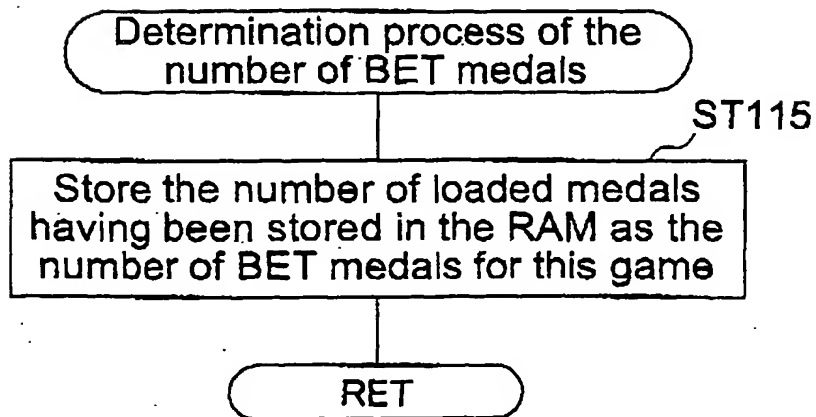 Determination process of the
number of BET medals
ST115
Store the number of loaded medals
having been stored in the RAM as the
number of BET medals for this game
RET